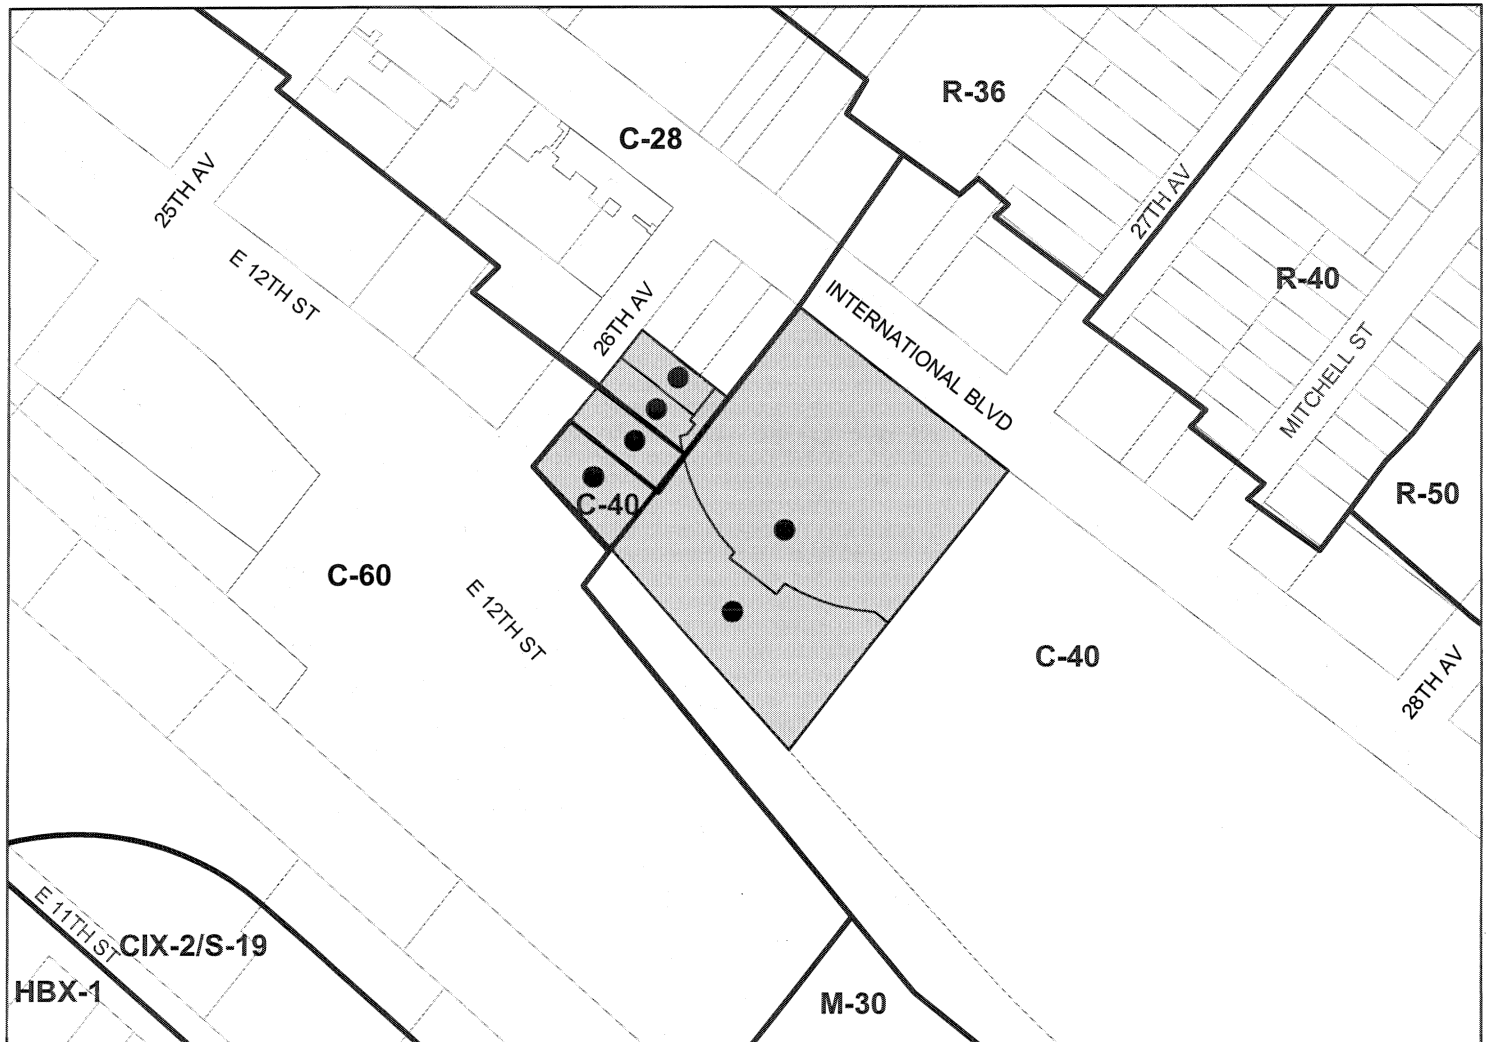 R-36
C-28
25TH AV
27TH AV
E 12TH ST
R-40
26TH AV
INTERNATIONAL BLVD
MITCHELL ST
R-50
C-40
C-60
E 12TH ST
C-40
28TH AV
E 11TH ST
CIX-2/S-19
HBX-1
M-30